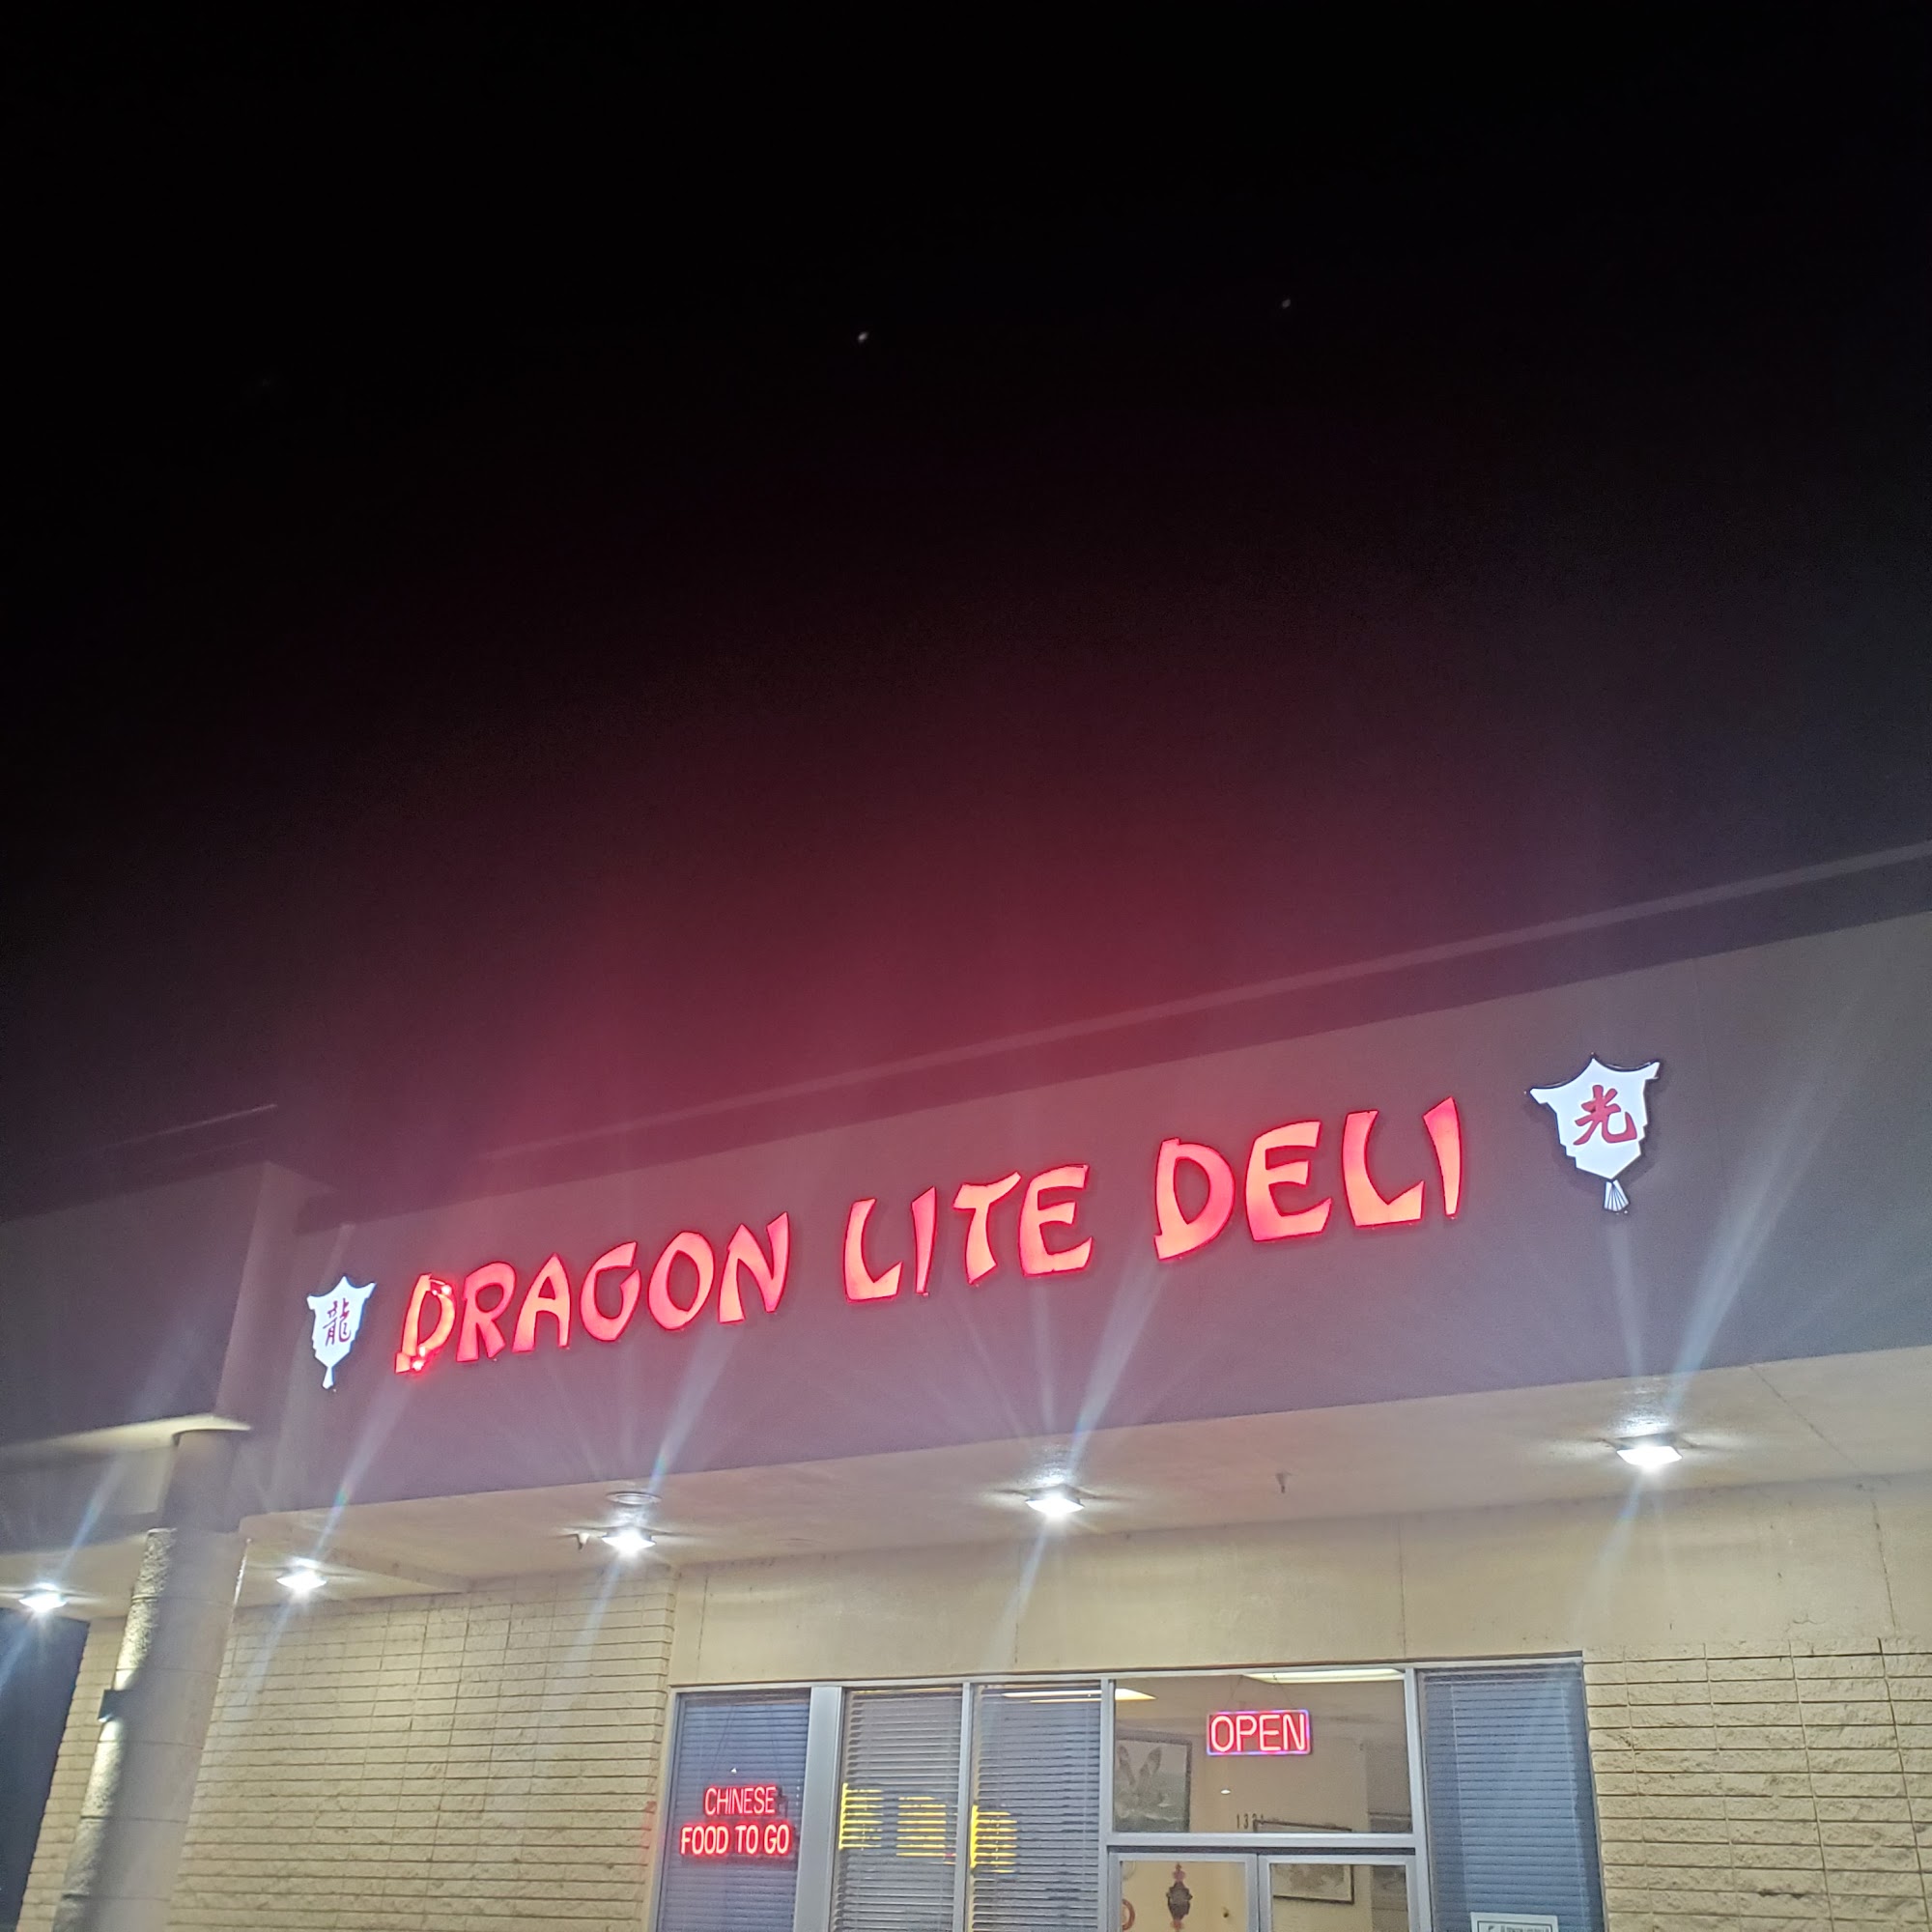 龍
DRAGON LITE DELI
光
OPEN
CHINESE
FOOD TO GO